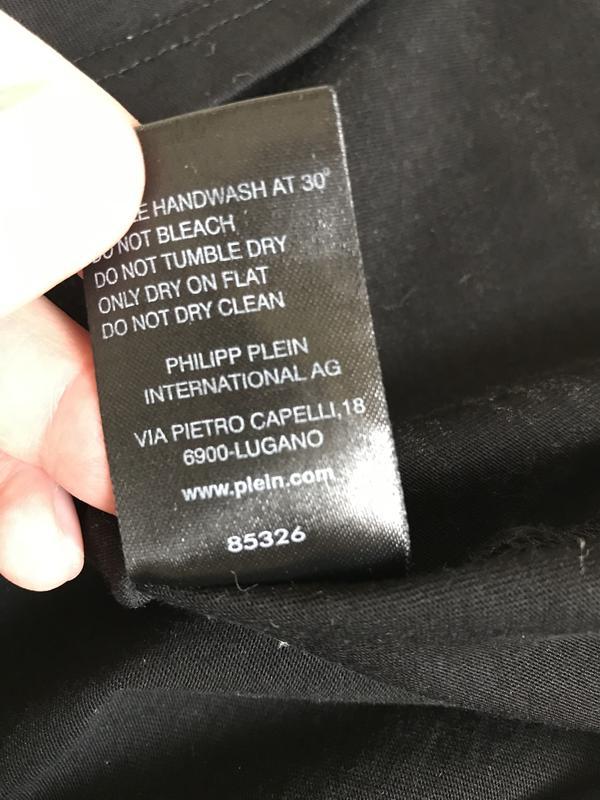 HANDWASH AT 30°
NOT BLEACH
DO NOT TUMBLE DRY
ONLY DRY ON FLAT
DO NOT DRY CLEAN
PHILIPP PLEIN
INTERNATIONAL AG
VIA PIETRO CAPELLI,18
6900-LUGANO
www.plein.com
85326